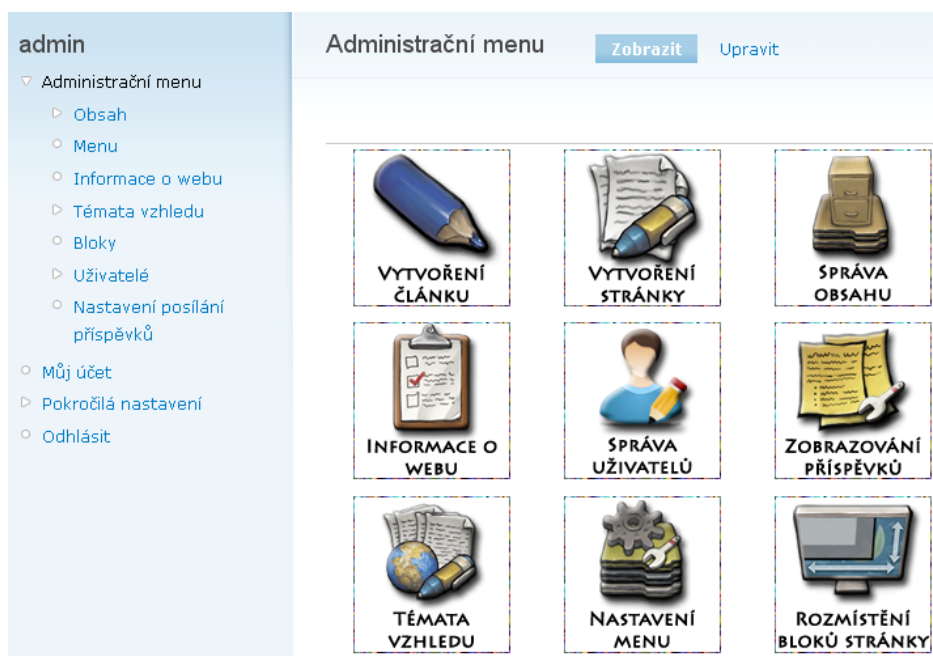 admin
Administrační menu
Obsah
Menu
Informace o webu
Témata vzhledu
Bloky
Uživatelé
Nastavení posílání
příspěvků
Můj účet
Pokročilá nastavení
Odhlásit
Administrační menu Zobrazit Upravit
Vytvoření
článku
Vytvoření
stránky
Správa
obsahu
Informace o
webu
Správa
uživatelů
Zobrazování
příspěvků
Témata
vzhledu
Nastavení
menu
Rozmístění
bloků stránky